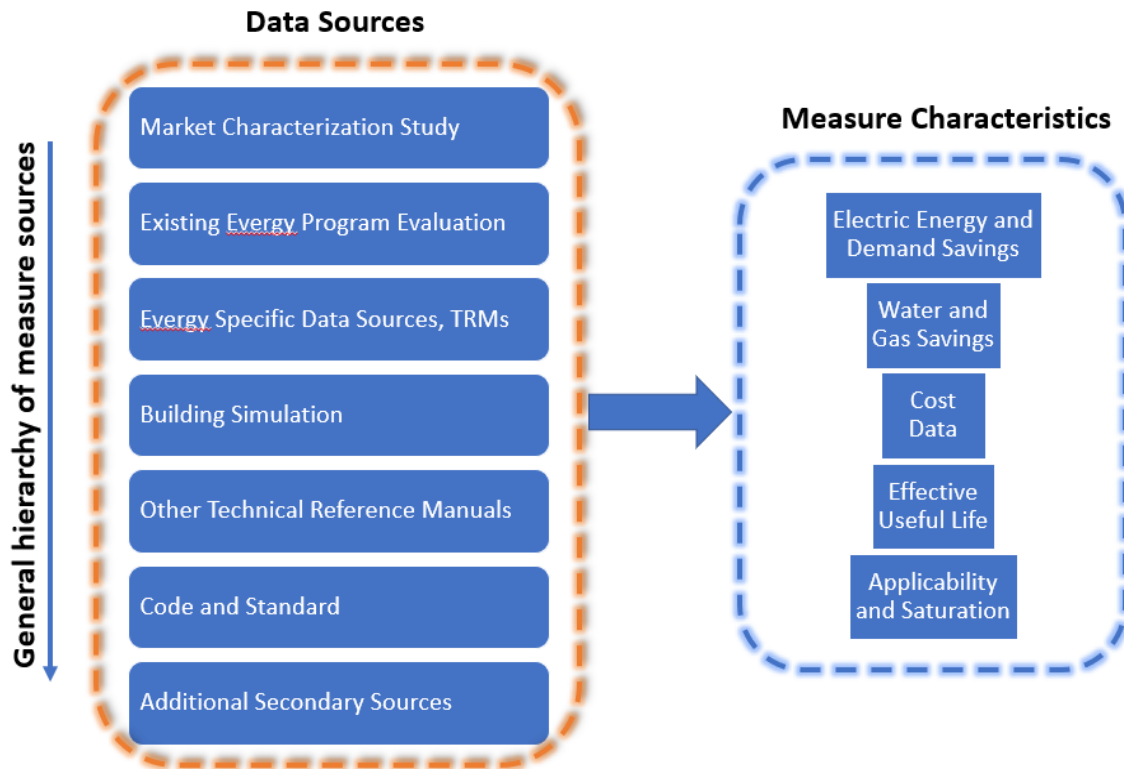 Data Sources
General hierarchy of measure sources
Market Characterization Study
Existing Evergy Program Evaluation
Evergy Specific Data Sources, TRMs
Building Simulation
Other Technical Reference Manuals
Code and Standard
Additional Secondary Sources
Measure Characteristics
Electric Energy and
Demand Savings
Water and
Gas Savings
Cost
Data
Effective
Useful Life
Applicability
and Saturation